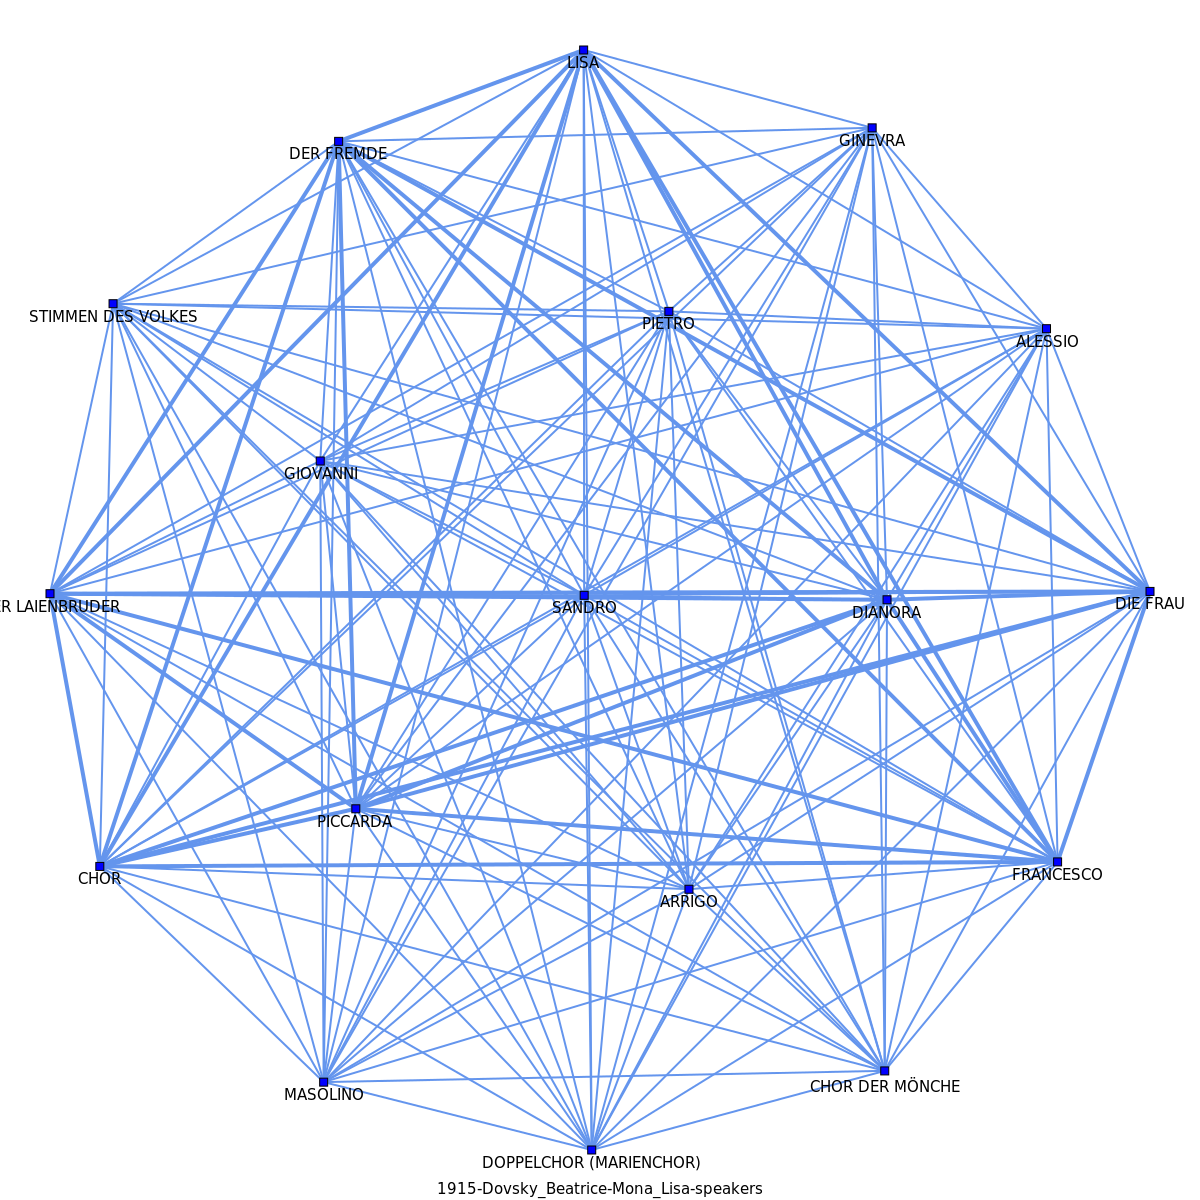 LISA
GINEVRA
DER FREMDE
STIMMEN DES VOLKES
PIETRO
ALESSIO
GIOVANNI
ER LAIENBRUDER
SANDRO
DIANORA
DIE FRAU
PICCARDA
CHOR
FRANCESCO
ARRIGO
MASOLINO
CHOR DER MÖNCHE
DOPPELCHOR (MARIENCHOR)
1915-Dovsky_Beatrice-Mona_Lisa-speakers